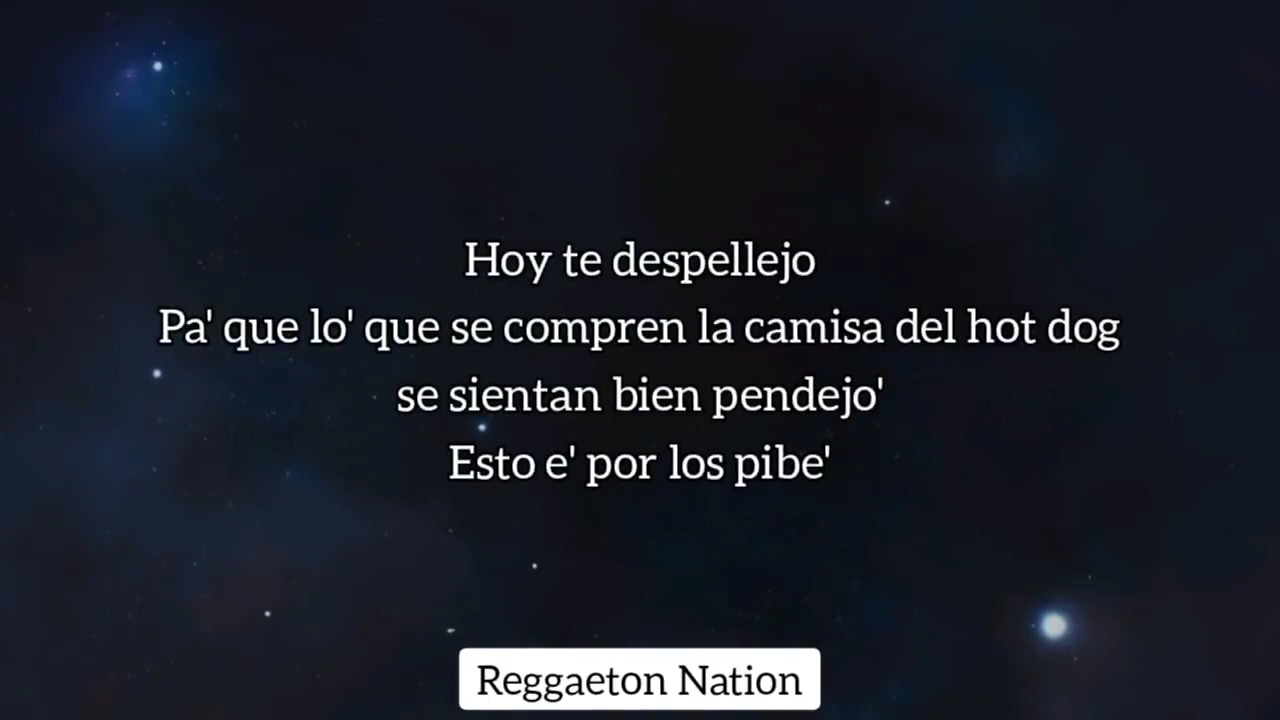 Hoy te despellejo
Pa' que lo' que se compren la camisa del hot dog
se sientan bien pendejo'
Esto e' por los pibe'
Reggaeton Nation